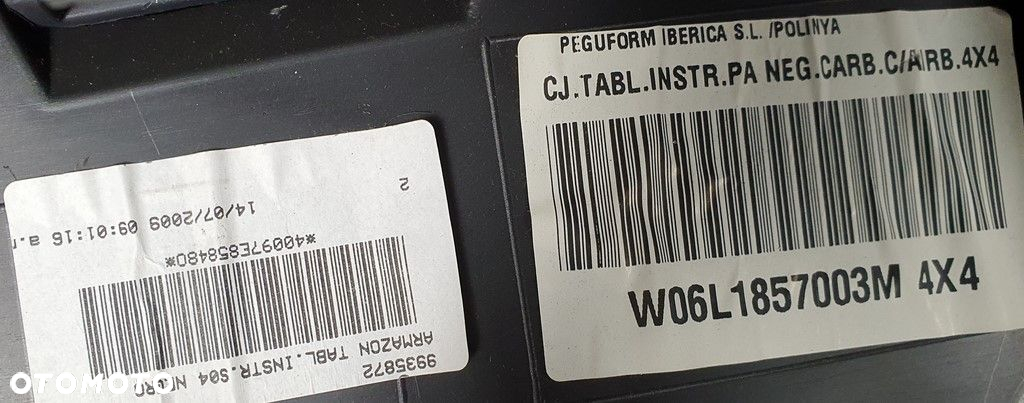 PEGUFORM IBERICA S.L. /POLINYA
CJ.TABL.INSTR.PA NEG.CARB.C/AIRB.4X4
W06L1857003M 4X4
9935872
ARMAZON TABL.INSTR.S04
*40097E858480*
14/07/2009 09:01:16 a.
2
OTOMOTO